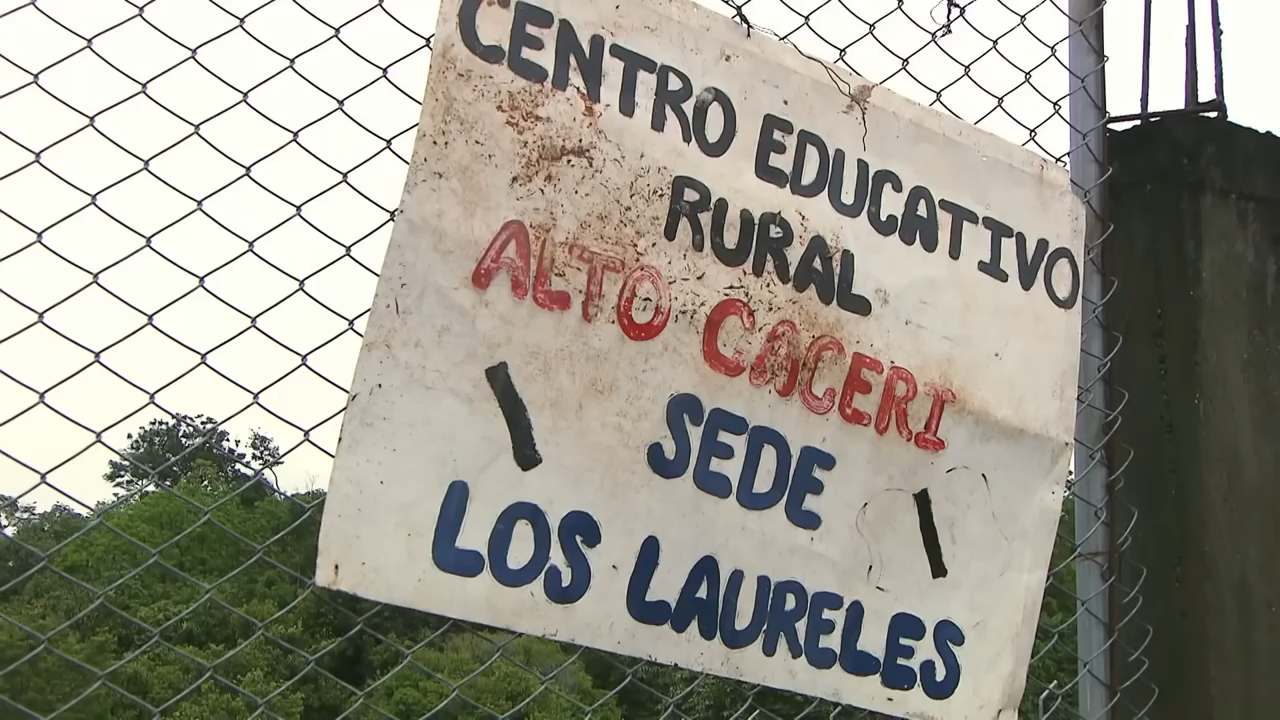 CENTRO EDUCATIVO
RURAL
ALTO CACERI
SEDE
LOS LAURELES